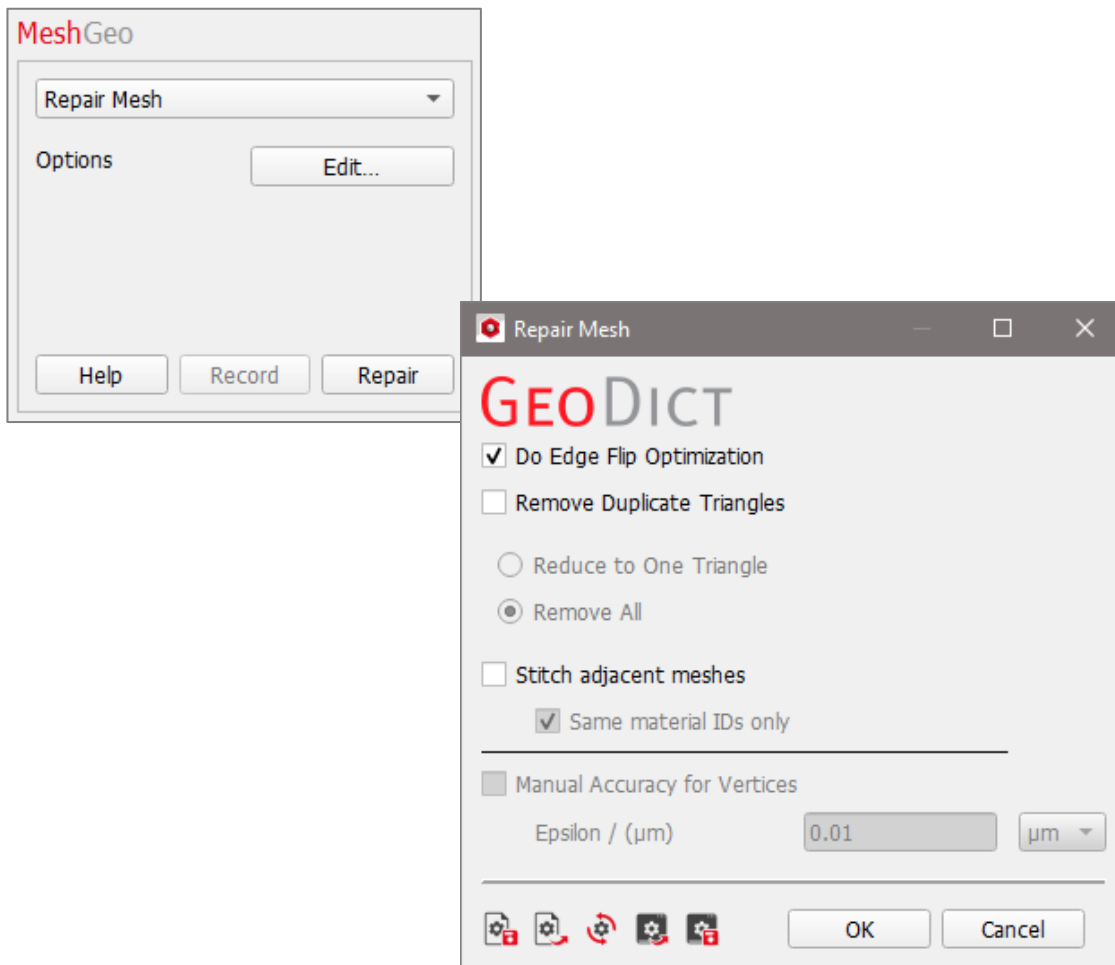 MeshGeo
Repair Mesh
Options Edit...
Help Record Repair
Repair Mesh
GEODICT
Do Edge Flip Optimization
Remove Duplicate Triangles
Reduce to One Triangle
Remove All
Stitch adjacent meshes
Same material IDs only
Manual Accuracy for Vertices
Epsilon / (µm) 0.01 µm
OK Cancel